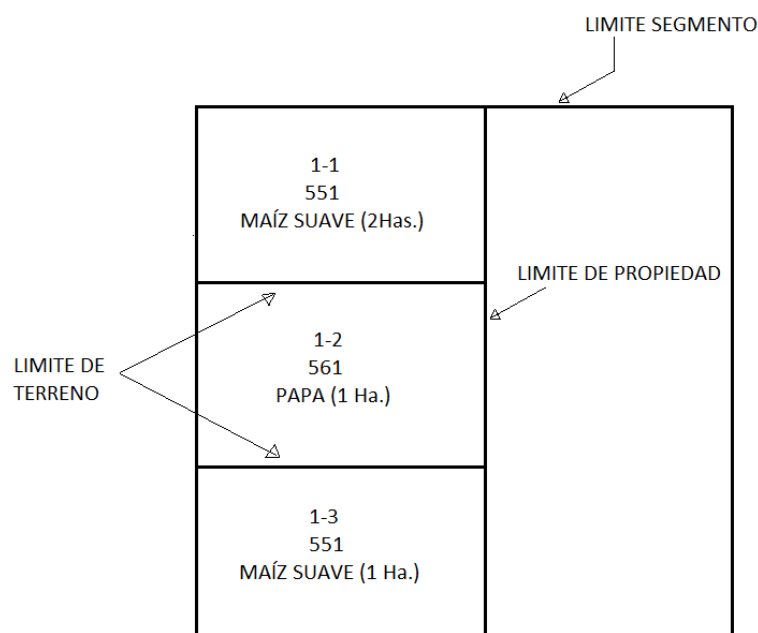 LIMITE SEGMENTO
1-1
551
MAÍZ SUAVE (2Has.)
LIMITE DE PROPIEDAD
1-2
561
PAPA (1 Ha.)
LIMITE DE
TERRENO
1-3
551
MAÍZ SUAVE (1 Ha.)